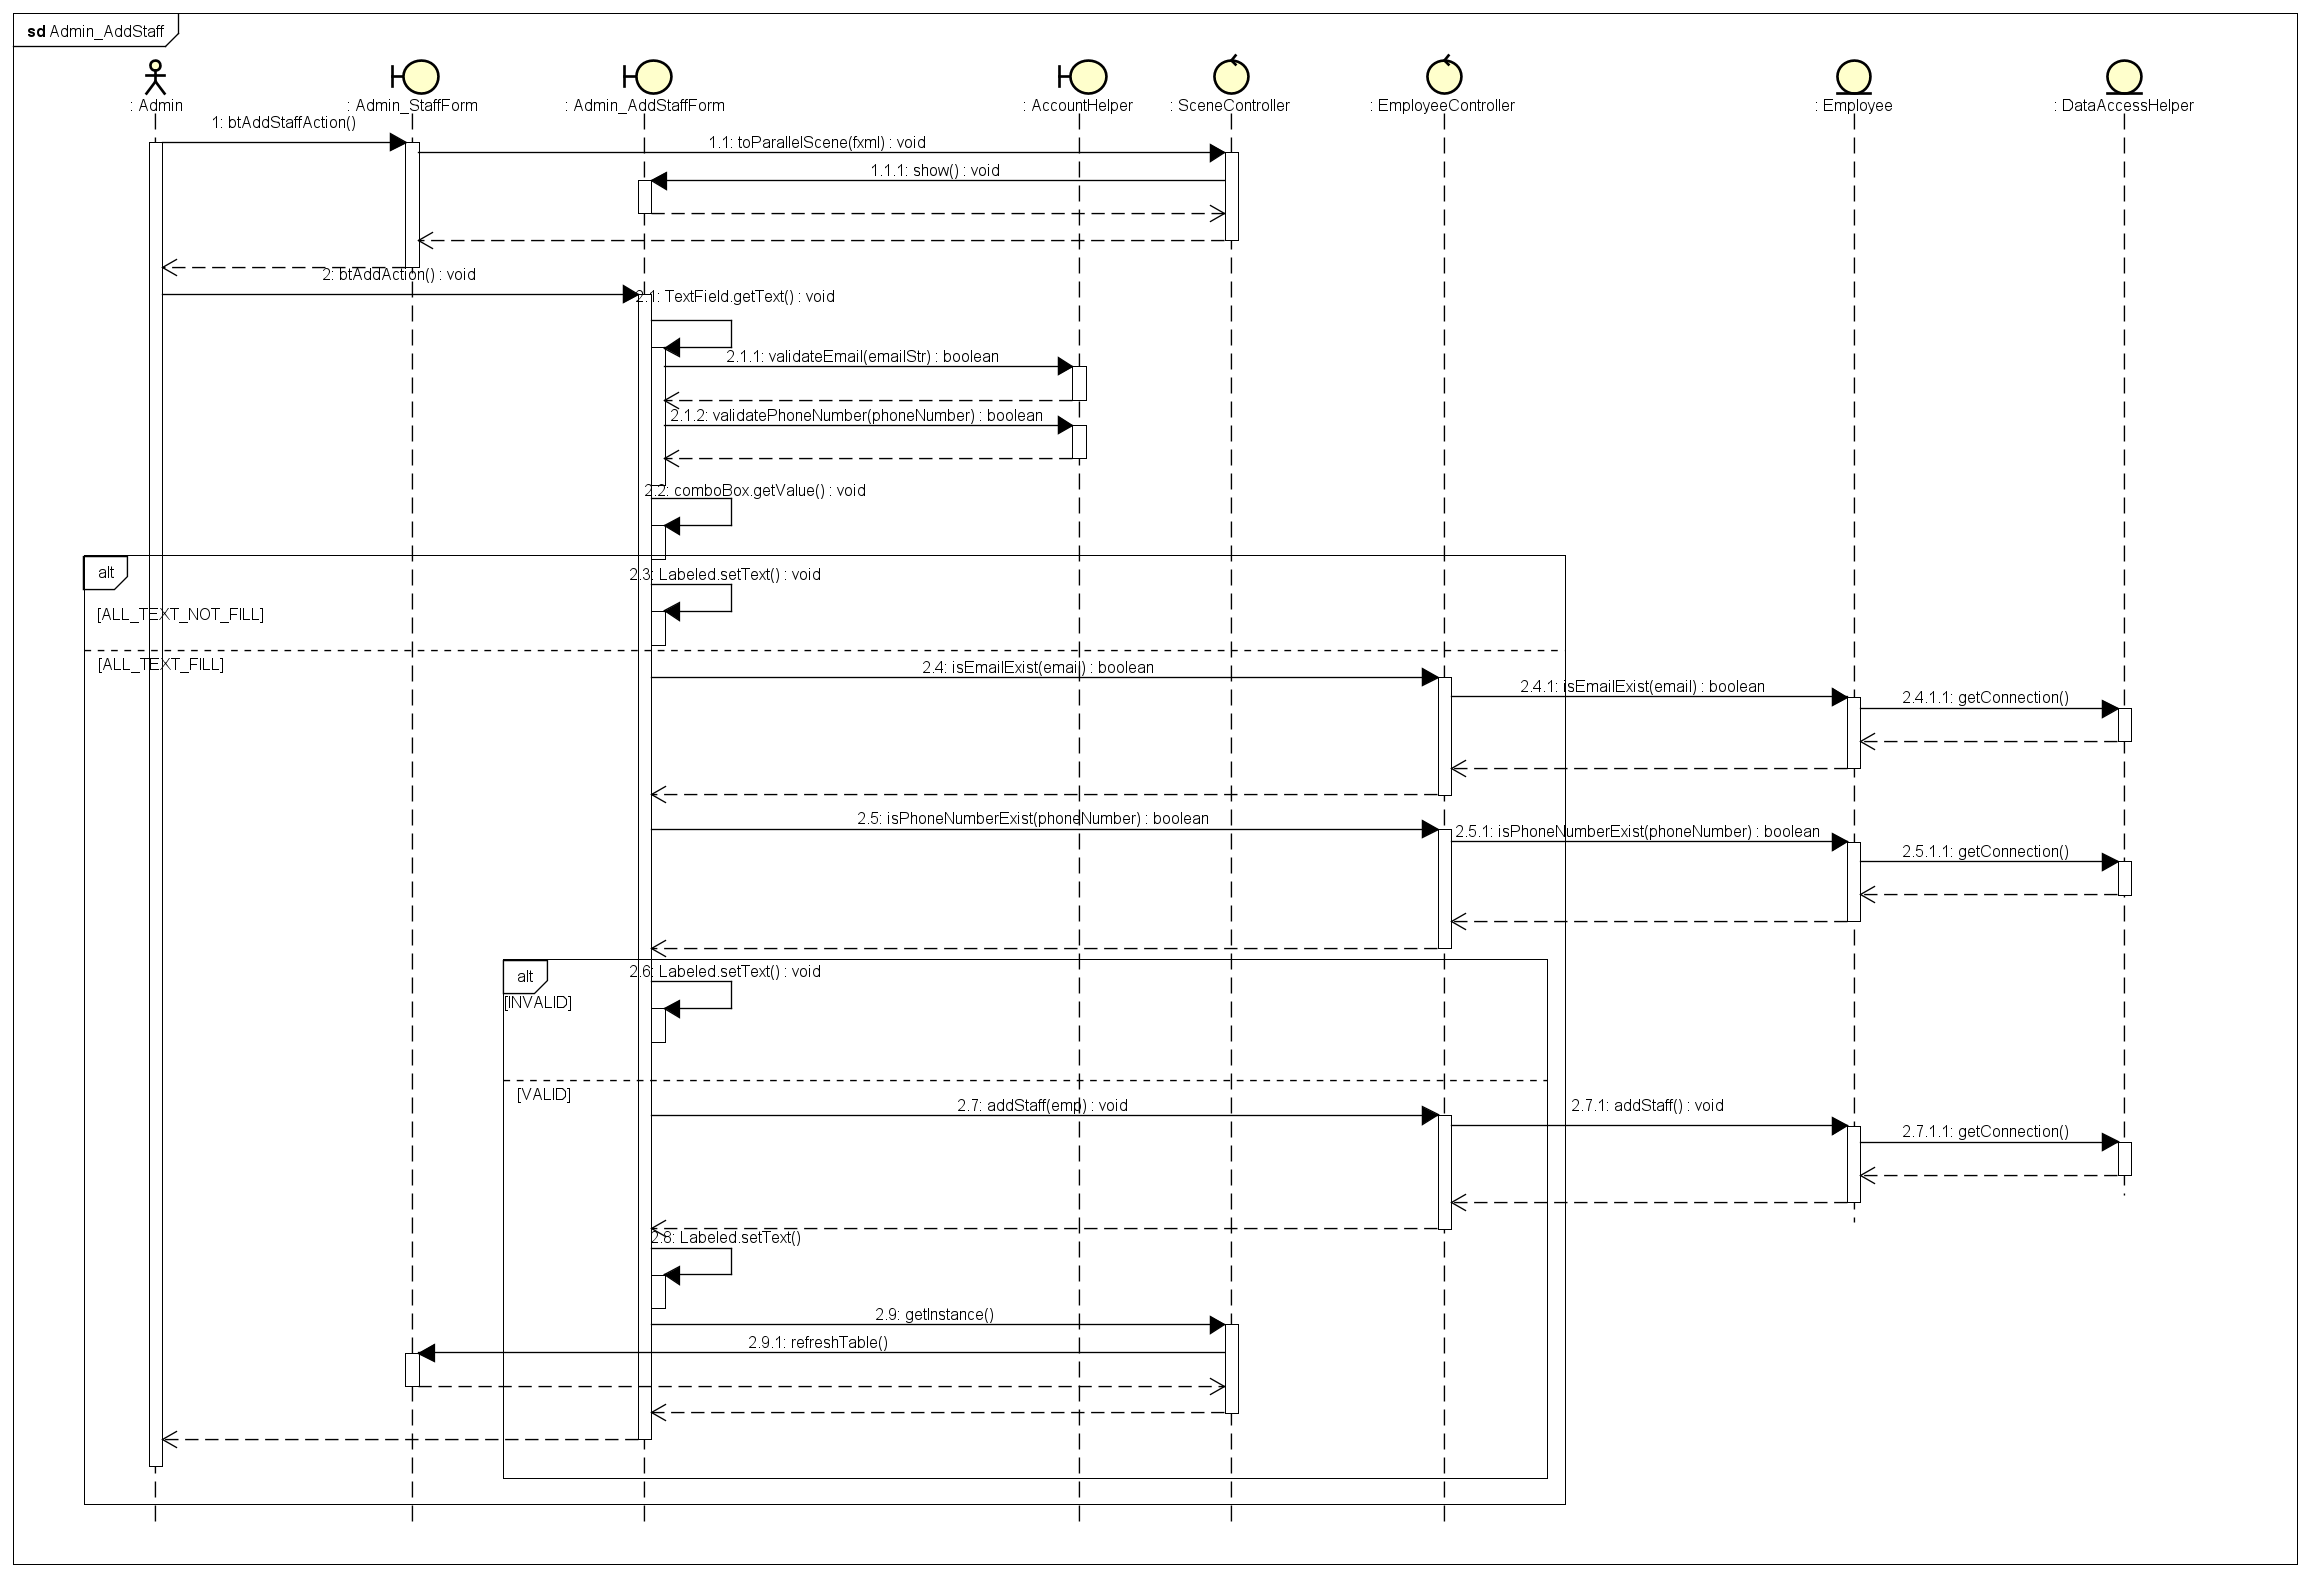 sd Admin_AddStaff
: Admin
: Admin_StaffForm
: Admin_AddStaffForm
: AccountHelper
: SceneController
: EmployeeController
: Employee
: DataAccessHelper
1: btAddStaffAction()
1.1: toParallelScene(fxml) : void
1.1.1: show() : void
2: btAddAction() : void
2.1: TextField.getText() : void
2.1.1: validateEmail(emailStr) : boolean
2.1.2: validatePhoneNumber(phoneNumber) : boolean
2.2: comboBox.getValue() : void
alt
2.3: Labeled.setText() : void
[ALL_TEXT_NOT_FILL]
[ALL_TEXT_FILL]
2.4: isEmailExist(email) : boolean
2.4.1: isEmailExist(email) : boolean
2.4.1.1: getConnection()
2.5: isPhoneNumberExist(phoneNumber) : boolean
2.5.1: isPhoneNumberExist(phoneNumber) : boolean
2.5.1.1: getConnection()
alt
2.6: Labeled.setText() : void
[INVALID]
[VALID]
2.7: addStaff(emp) : void
2.7.1: addStaff() : void
2.7.1.1: getConnection()
2.8: Labeled.setText()
2.9: getInstance()
2.9.1: refreshTable()